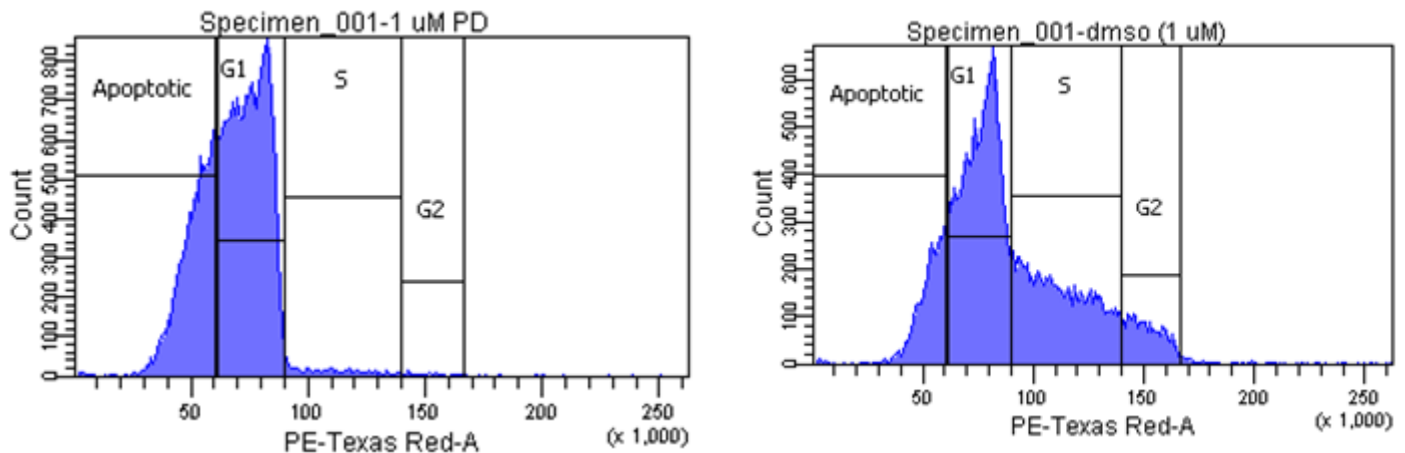 Specimen_001-1 uM PD
Apoptotic
G1
S
G2
Count
0 100 200 300 400 500 600 700 800
50 100 150 200 250
(x 1,000)
PE-Texas Red-A
Specimen_001-dmso (1 uM)
Apoptotic
G1
S
G2
Count
0 100 200 300 400 500 600
50 100 150 200 250
(x 1,000)
PE-Texas Red-A